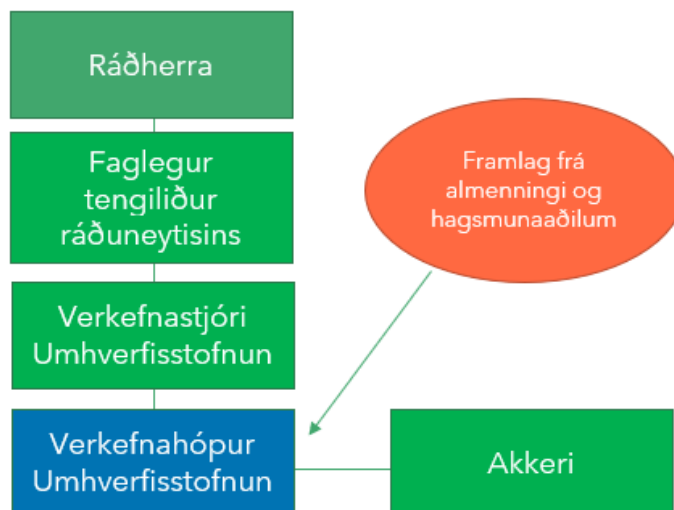 Ráðherra
Faglegur
tengiliður
ráðuneytisins
Framlag frá
almenningi og
hagsmunaaðilum
Verkefnastjóri
Umhverfisstofnun
Verkefnahópur
Umhverfisstofnun
Akkeri